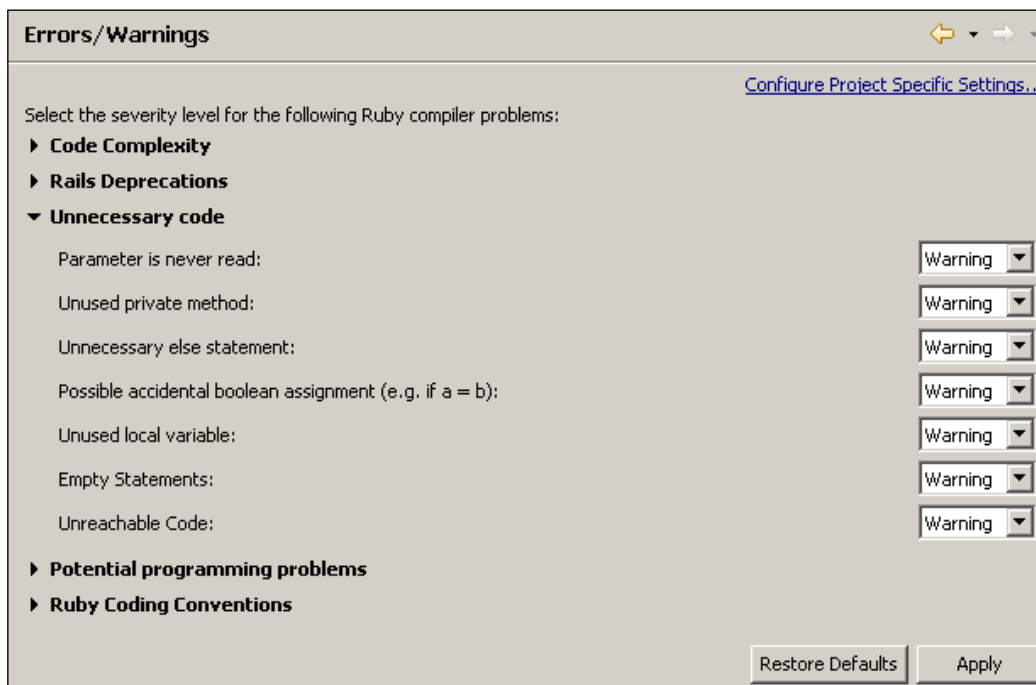 Errors/Warnings
Configure Project Specific Settings..
Select the severity level for the following Ruby compiler problems:
Code Complexity
Rails Deprecations
Unnecessary code
Parameter is never read: Warning
Unused private method: Warning
Unnecessary else statement: Warning
Possible accidental boolean assignment (e.g. if a = b): Warning
Unused local variable: Warning
Empty Statements: Warning
Unreachable Code: Warning
Potential programming problems
Ruby Coding Conventions
Restore Defaults Apply